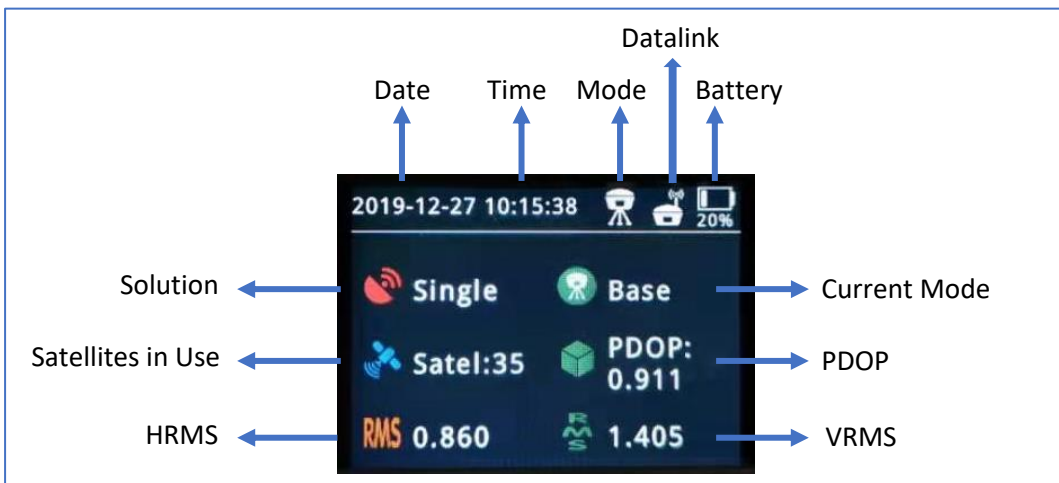 Datalink
Date Time Mode Battery
2019-12-27 10:15:38
20%
Solution Single Base Current Mode
Satellites in Use Satel:35 PDOP: PDOP
0.911
HRMS RMS 0.860 RMS 1.405 VRMS